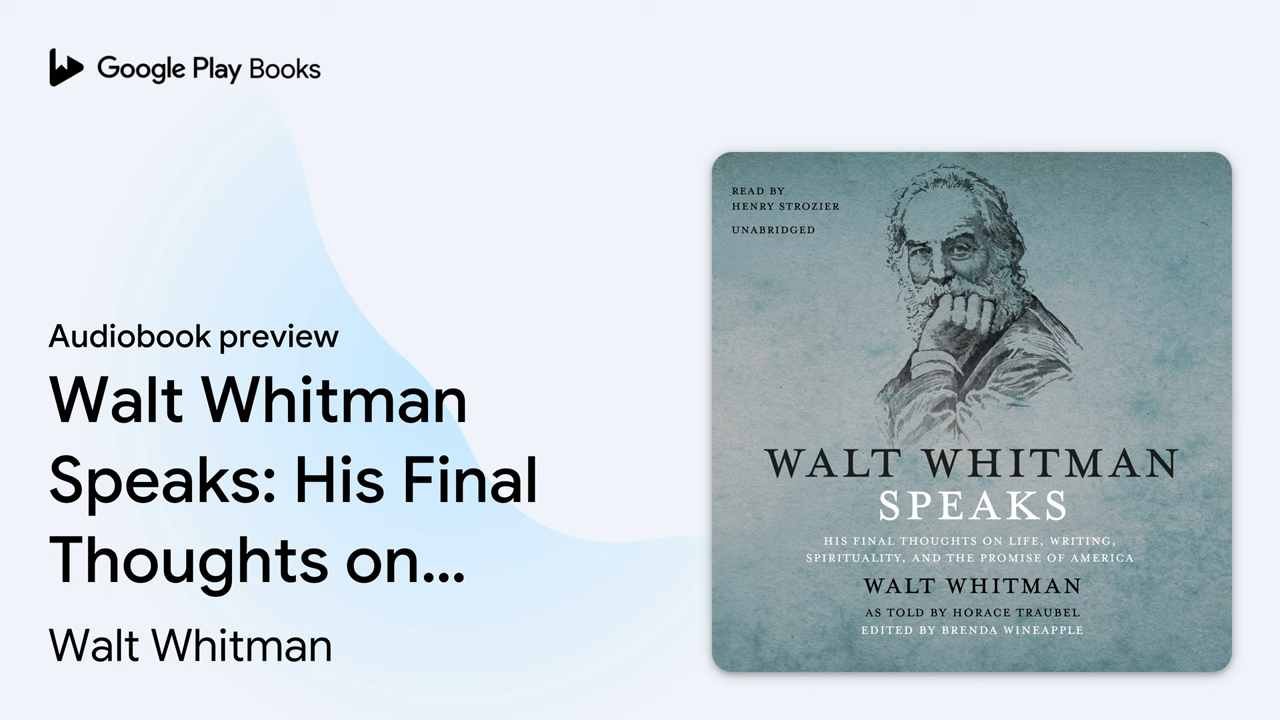 Google Play Books
Audiobook preview
Walt Whitman
Speaks: His Final
Thoughts on...
Walt Whitman
READ BY
HENRY STROZIER
UNABRIDGED
WALT WHITMAN
SPEAKS
HIS FINAL THOUGHTS ON LIFE, WRITING,
SPIRITUALITY, AND THE PROMISE OF AMERICA
WALT WHITMAN
AS TOLD BY HORACE TRAUBEL
EDITED BY BRENDA WINEAPPLE